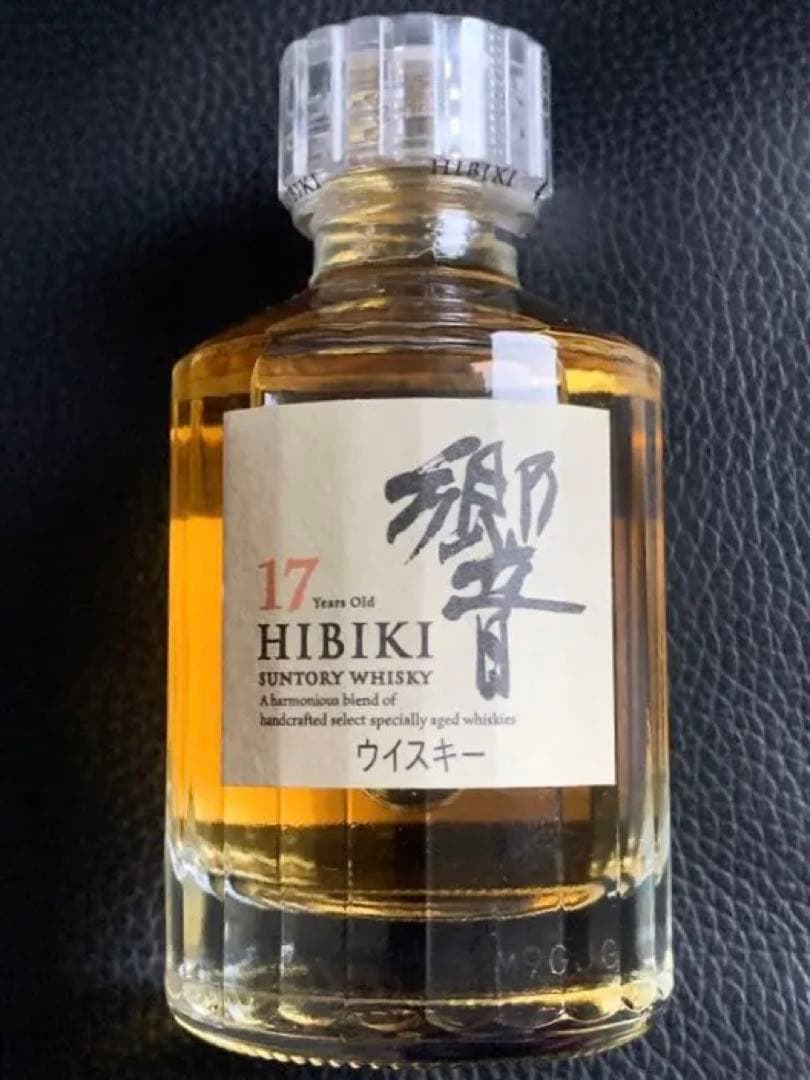 HIBIKI
響
17 Years Old
HIBIKI
SUNTORY WHISKY
A harmonious blend of
handcrafted select specially aged whiskies
ウイスキー